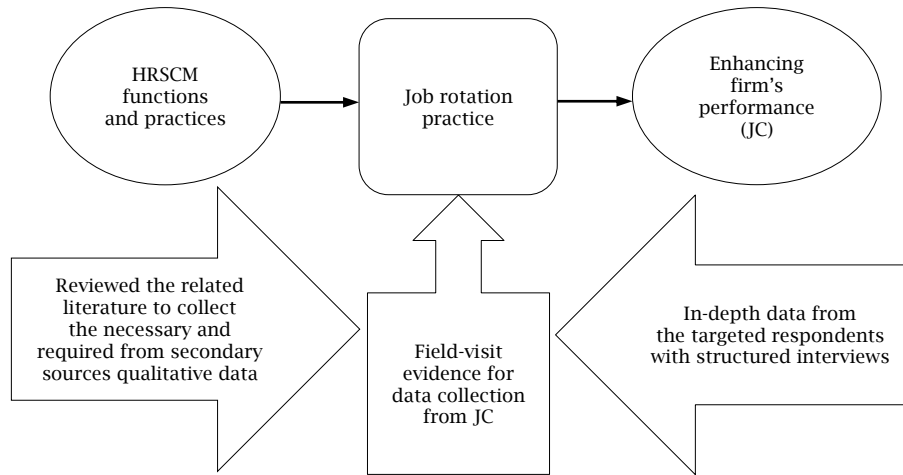 HRSCM
functions
and practices
Job rotation
practice
Enhancing
firm's
performance
(JC)
Reviewed the related
literature to collect
the necessary and
required from secondary
sources qualitative data
Field-visit
evidence for
data collection
from JC
In-depth data from
the targeted respondents
with structured interviews